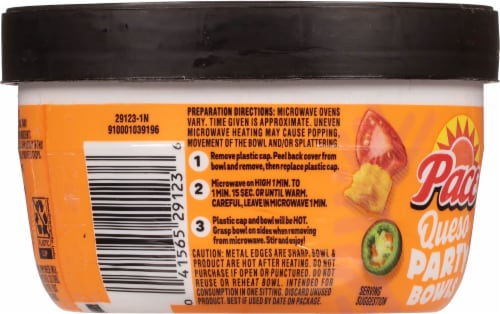 29123-1N
910001039196
0 41565 29123 6
PREPARATION DIRECTIONS: MICROWAVE OVENS
VARY. TIME GIVEN IS APPROXIMATE. UNEVEN
MICROWAVE HEATING MAY CAUSE POPPING,
MOVEMENT OF THE BOWL AND/OR SPLATTERING.
1 Remove plastic cap. Peel back cover from
bowl and remove, then replace plastic cap.
2 Microwave on HIGH 1 MIN. TO
1 MIN. 15 SEC. OR UNTIL WARM.
CAREFUL, LEAVE IN MICROWAVE 1 MIN.
3 Plastic cap and bowl will be HOT.
Grasp bowl on sides when removing
from microwave. Stir and enjoy!
CAUTION: METAL EDGES ARE SHARP. BOWL &
PRODUCT ARE HOT AFTER HEATING. DO NOT
PURCHASE IF OPEN OR PUNCTURED. DO NOT
REUSE OR REHEAT BOWL. INTENDED FOR
CONSUMPTION IN ONE SITTING. DISCARD UNUSED
PRODUCT. BEST IF USED BY DATE ON PACKAGE.
SERVING
SUGGESTION
Pace
Queso
PARTY
BOWLS